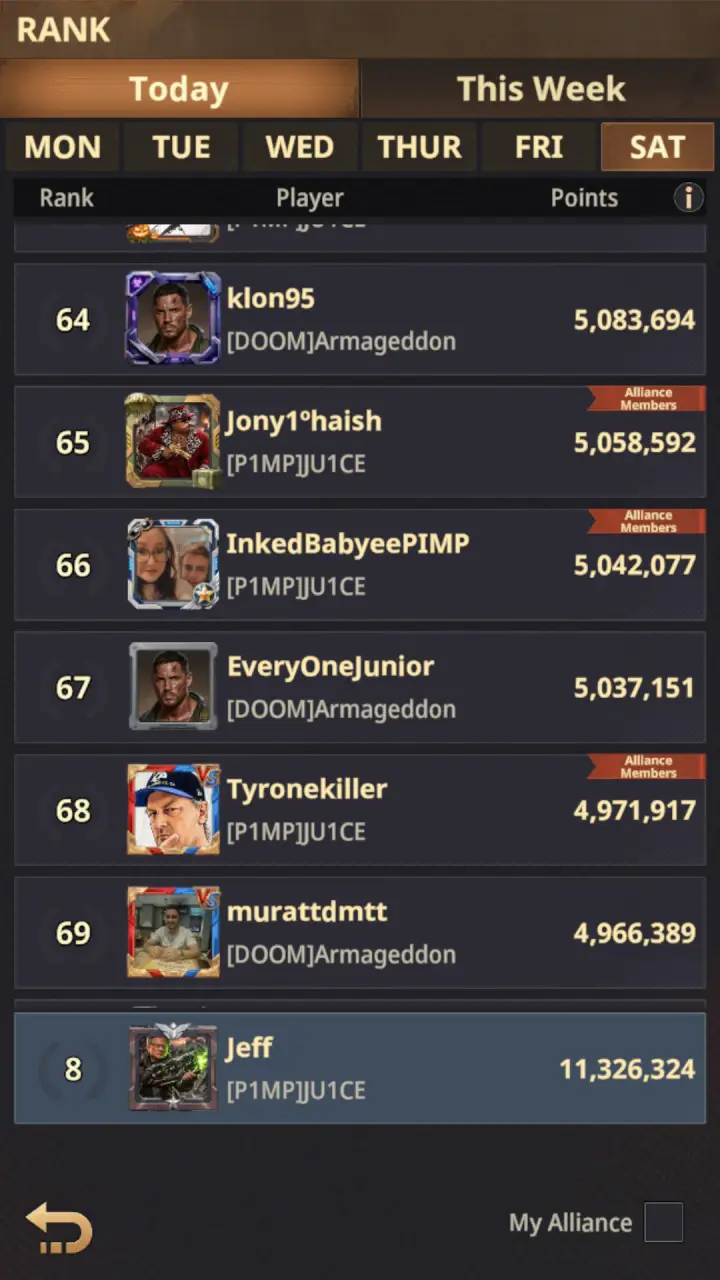 RANK
Today This Week
MON TUE WED THUR FRI SAT
Rank Player Points
64 klon95 5,083,694
[DOOM]Armageddon
Alliance Members
65 Jony1ºhaish 5,058,592
[P1MP]JU1CE
Alliance Members
66 InkedBabyeePIMP 5,042,077
[P1MP]JU1CE
67 EveryOneJunior 5,037,151
[DOOM]Armageddon
Alliance Members
68 Tyronekiller 4,971,917
[P1MP]JU1CE
VS
69 murattdmtt 4,966,389
[DOOM]Armageddon
VS
8 Jeff 11,326,324
[P1MP]JU1CE
My Alliance